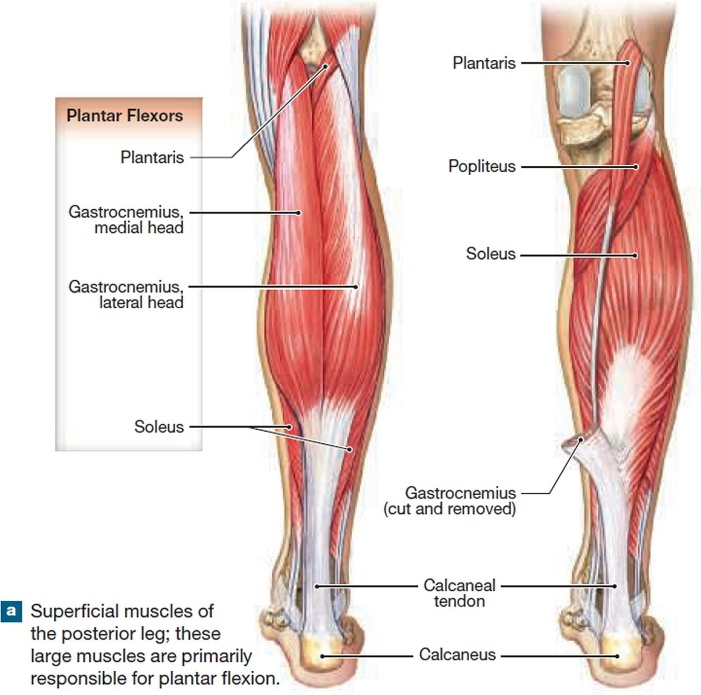 Plantar Flexors
Plantaris
Gastrocnemius,
medial head
Gastrocnemius,
lateral head
Soleus
Plantaris
Popliteus
Soleus
Gastrocnemius
(cut and removed)
Calcaneal
tendon
Calcaneus
a Superficial muscles of
the posterior leg; these
large muscles are primarily
responsible for plantar flexion.